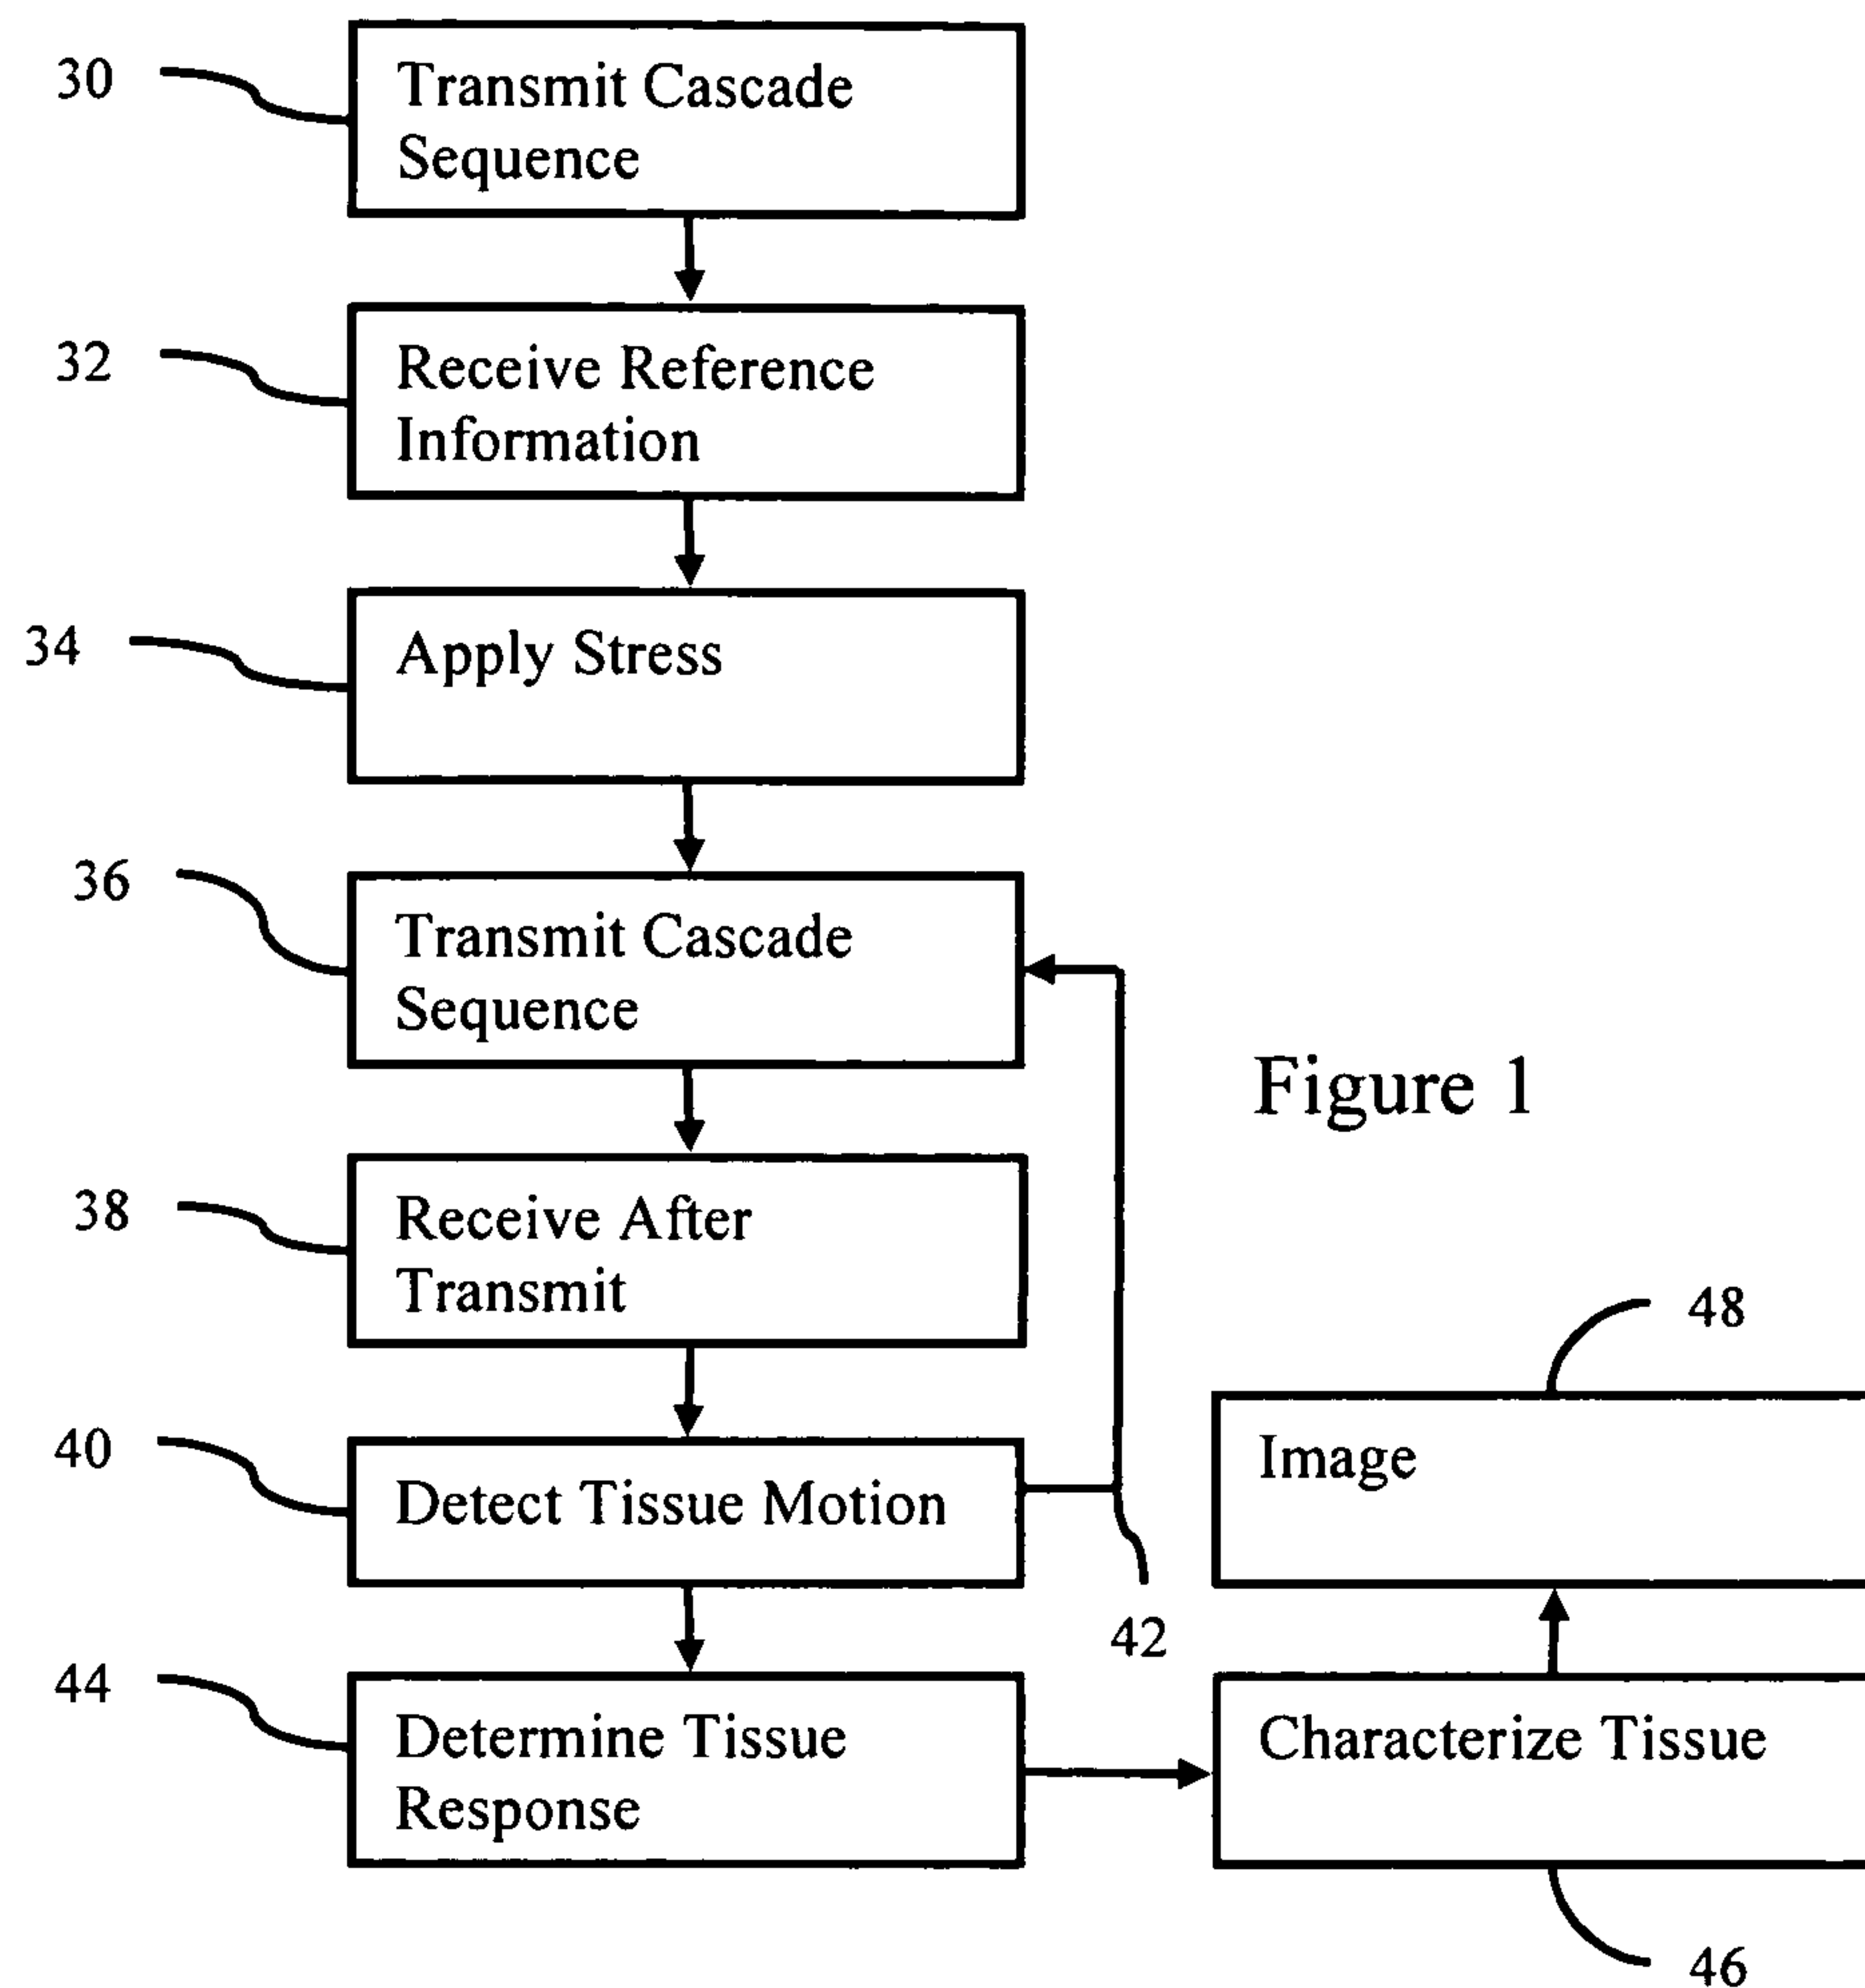 30
Transmit Cascade
Sequence
32
Receive Reference
Information
34
Apply Stress
36
Transmit Cascade
Sequence
Figure 1
38
Receive After
Transmit
48
40
Detect Tissue Motion
Image
42
44
Determine Tissue
Response
Characterize Tissue
46